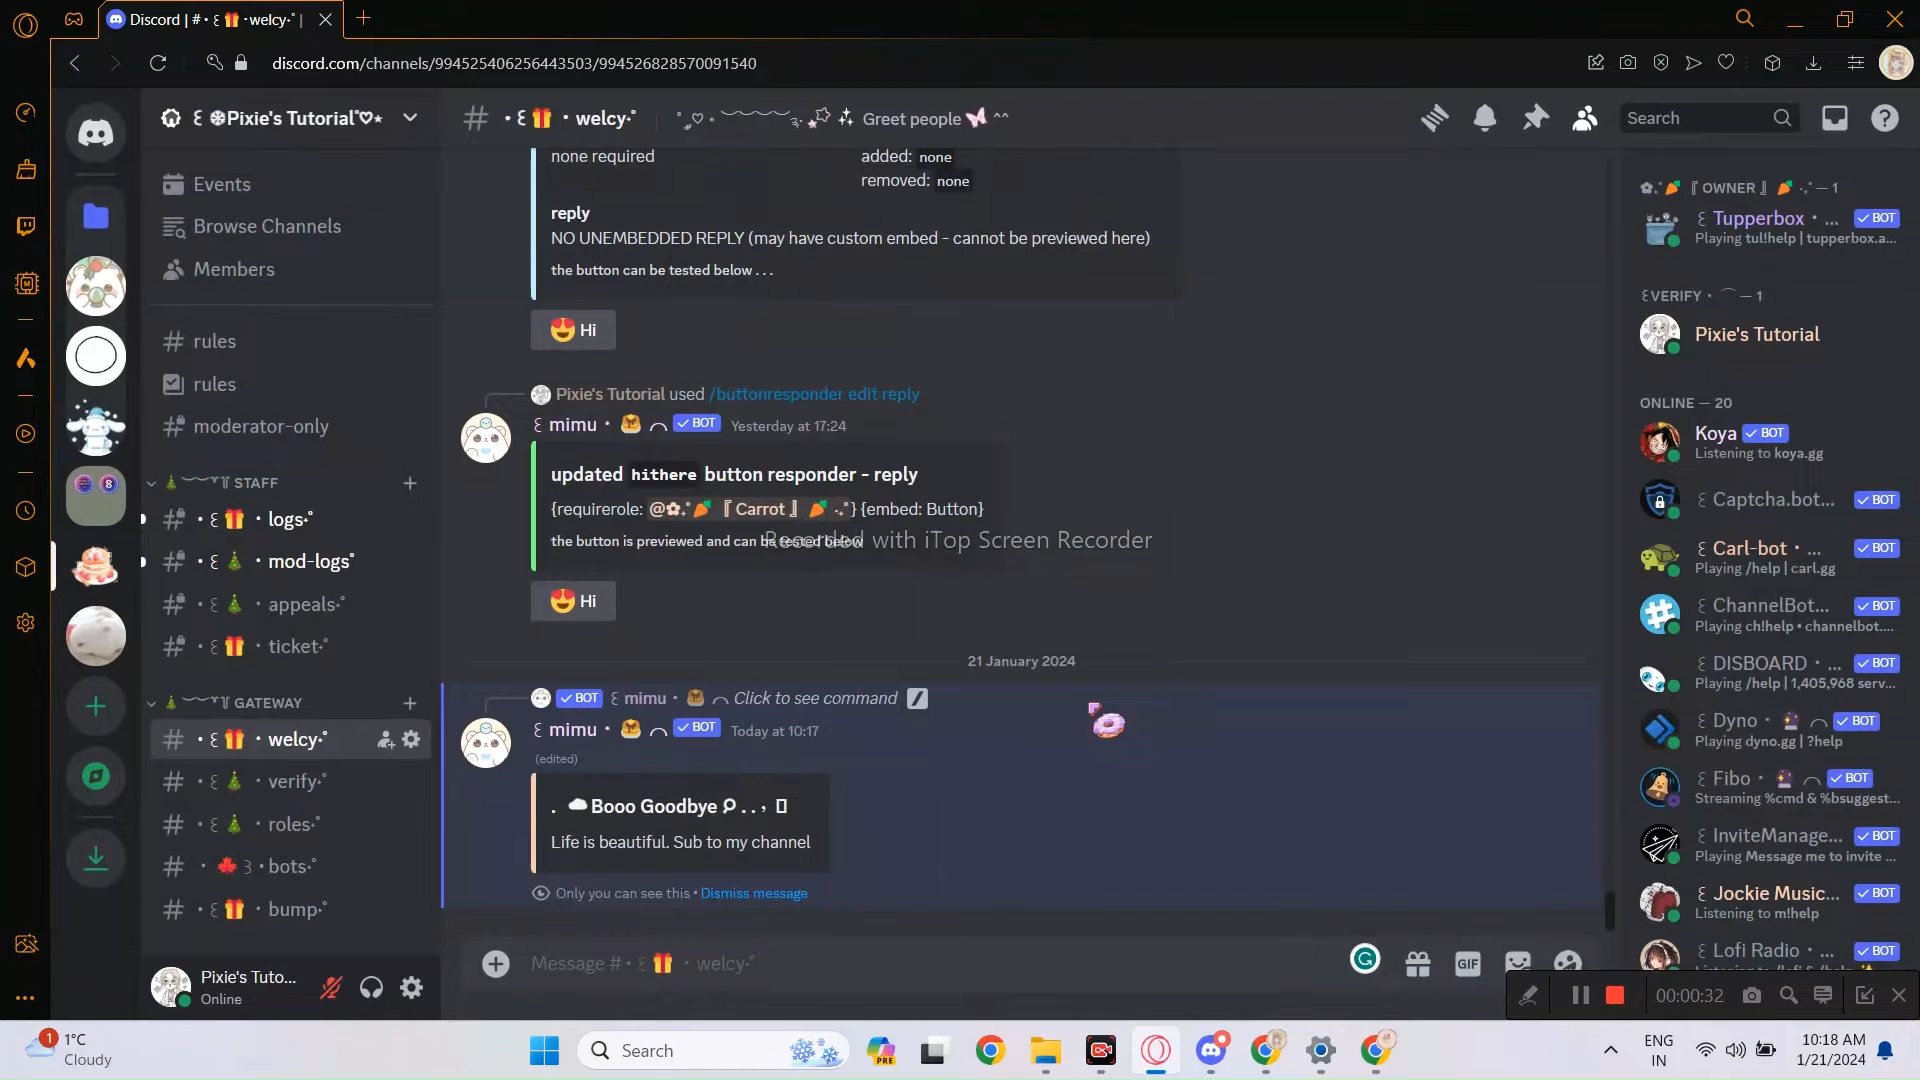 Discord | #・꒰🎁・welcy‧˚ |
discord.com/channels/994525406256443503/994526828570091540
꒰ ❄Pixie's Tutorial˚♡⋆
・꒰🎁・welcy‧˚
Greet people 🦋 ^^
Search
Events
Browse Channels
Members
rules
rules
moderator-only
STAFF
・꒰🎁・logs‧˚
・꒰🎄・mod-logs‧˚
・꒰🎄・appeals‧˚
・꒰🎁・ticket‧˚
GATEWAY
・꒰🎁・welcy‧˚
・꒰🎄・verify‧˚
・꒰🎄・roles‧˚
・🍁꒱・bots‧˚
・꒰🎁・bump‧˚
Pixie's Tuto...
Online
none required
added: none
removed: none
reply
NO UNEMBEDDED REPLY (may have custom embed - cannot be previewed here)
the button can be tested below . . .
😍 Hi
Pixie's Tutorial used /buttonresponder edit reply
꒰ mimu・ BOT Yesterday at 17:24
updated hithere button responder - reply
{requirerole: @✿.˚🥕『 Carrot 』🥕 ·.˚} {embed: Button}
the button is previewed and can be tested below
Recorded with iTop Screen Recorder
😍 Hi
21 January 2024
BOT ꒰ mimu・ Click to see command
꒰ mimu・ BOT Today at 10:17
(edited)
. ☁Booo Goodbye
Life is beautiful. Sub to my channel
Only you can see this • Dismiss message
Message #・꒰🎁・welcy‧˚
GIF
✿.˚🥕『 OWNER 』🥕 ·.˚ — 1
꒰ Tupperbox・ ... BOT
Playing tul!help | tupperbox.a...
꒰VERIFY・ — 1
Pixie's Tutorial
ONLINE — 20
Koya BOT
Listening to koya.gg
꒰ Captcha.bot... BOT
꒰ Carl-bot・ ... BOT
Playing /help | carl.gg
꒰ ChannelBot... BOT
Playing ch!help • channelbot....
꒰ DISBOARD・ ... BOT
Playing /help | 1,405,968 serv...
꒰ Dyno・🔮 BOT
Playing dyno.gg | ?help
꒰ Fibo・🔮 BOT
Streaming %cmd & %bsuggest...
꒰ InviteManage... BOT
Playing Message me to invite ...
꒰ Jockie Music... BOT
Listening to m!help
꒰ Lofi Radio・ ... BOT
00:00:32
1
1°C
Cloudy
Search
PRE
ENG
IN
10:18 AM
1/21/2024